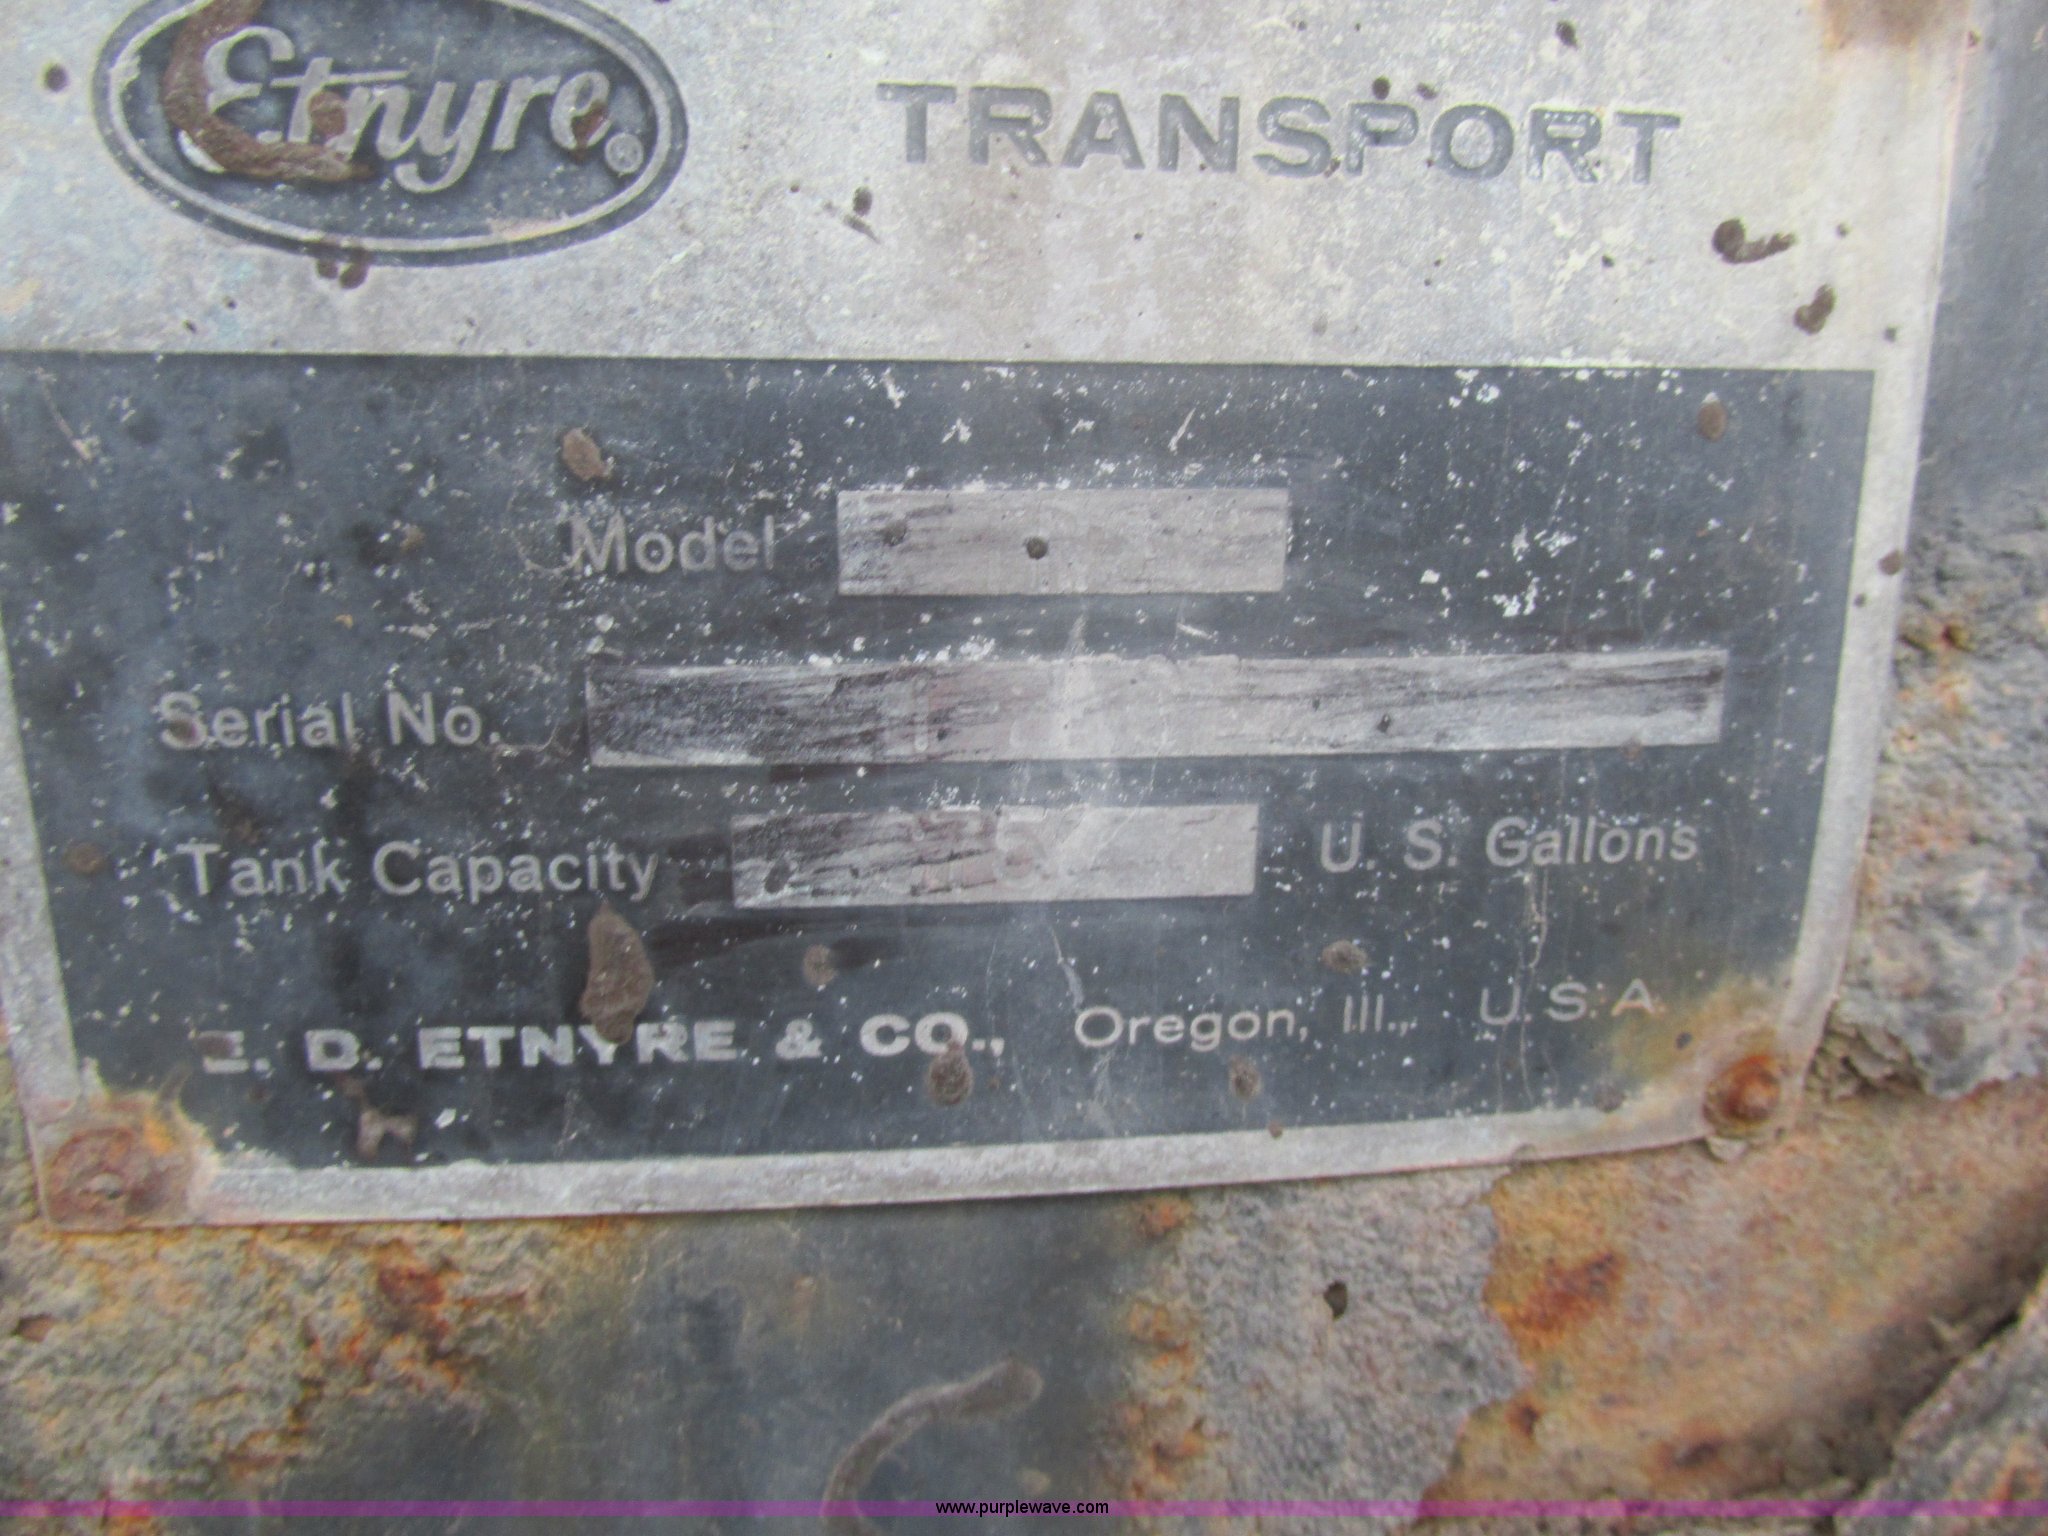 Etnyre®
TRANSPORT
Model
Serial No.
Tank Capacity U. S. Gallons
E. D. ETNYRE & CO., Oregon, Ill., U. S. A.
www.purplewave.com